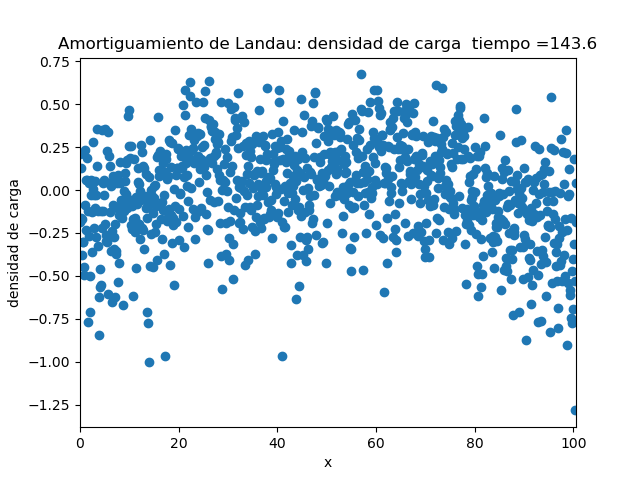 Amortiguamiento de Landau: densidad de carga  tiempo =143.6
0.75
0.50
0.25
0.00
−0.25
−0.50
−0.75
−1.00
−1.25
densidad de carga
0 20 40 60 80 100
x